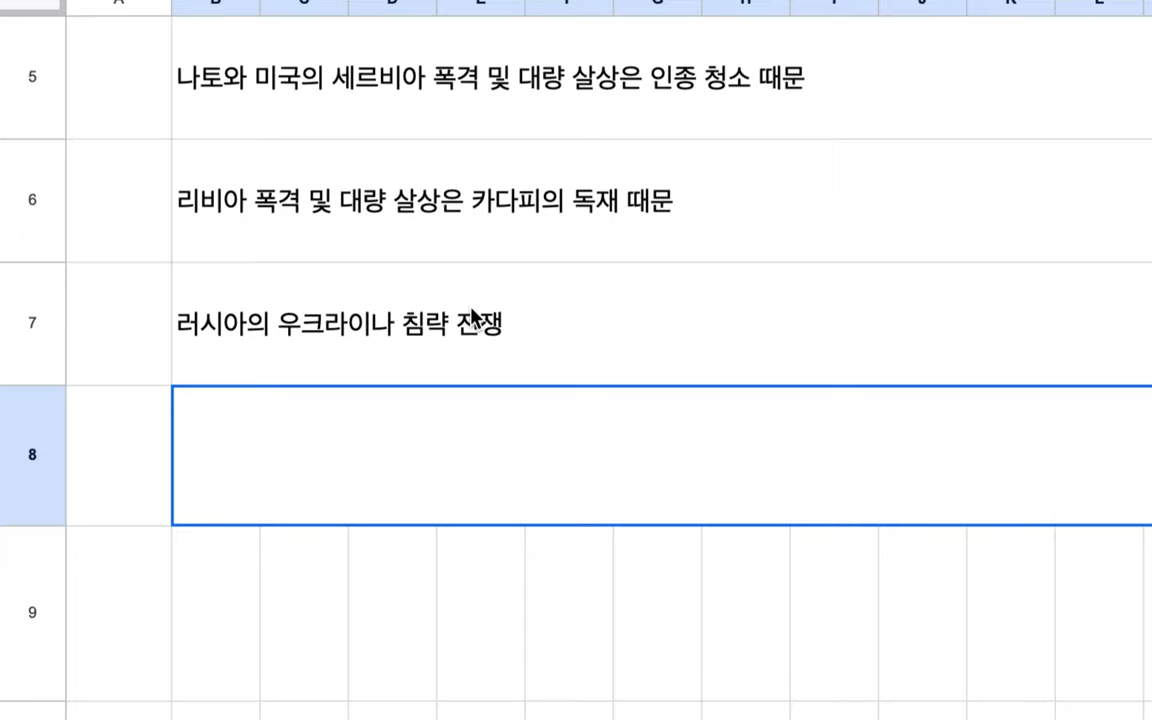 A
5
나토와 미국의 세르비아 폭격 및 대량 살상은 인종 청소 때문
6
리비아 폭격 및 대량 살상은 카다피의 독재 때문
7
러시아의 우크라이나 침략 전쟁
8
9